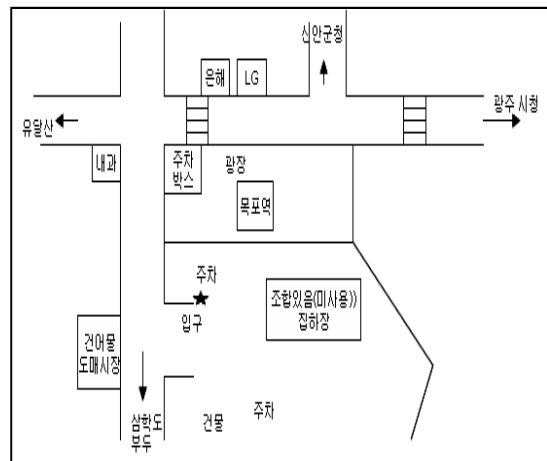 신안군청
은해
LG
광주 시청
유달산
내과
주차
박스
광장
목포역
주차
조합있음(미사용))
집하장
입구
건어물
도매시장
삼학도
부두
건물
주차